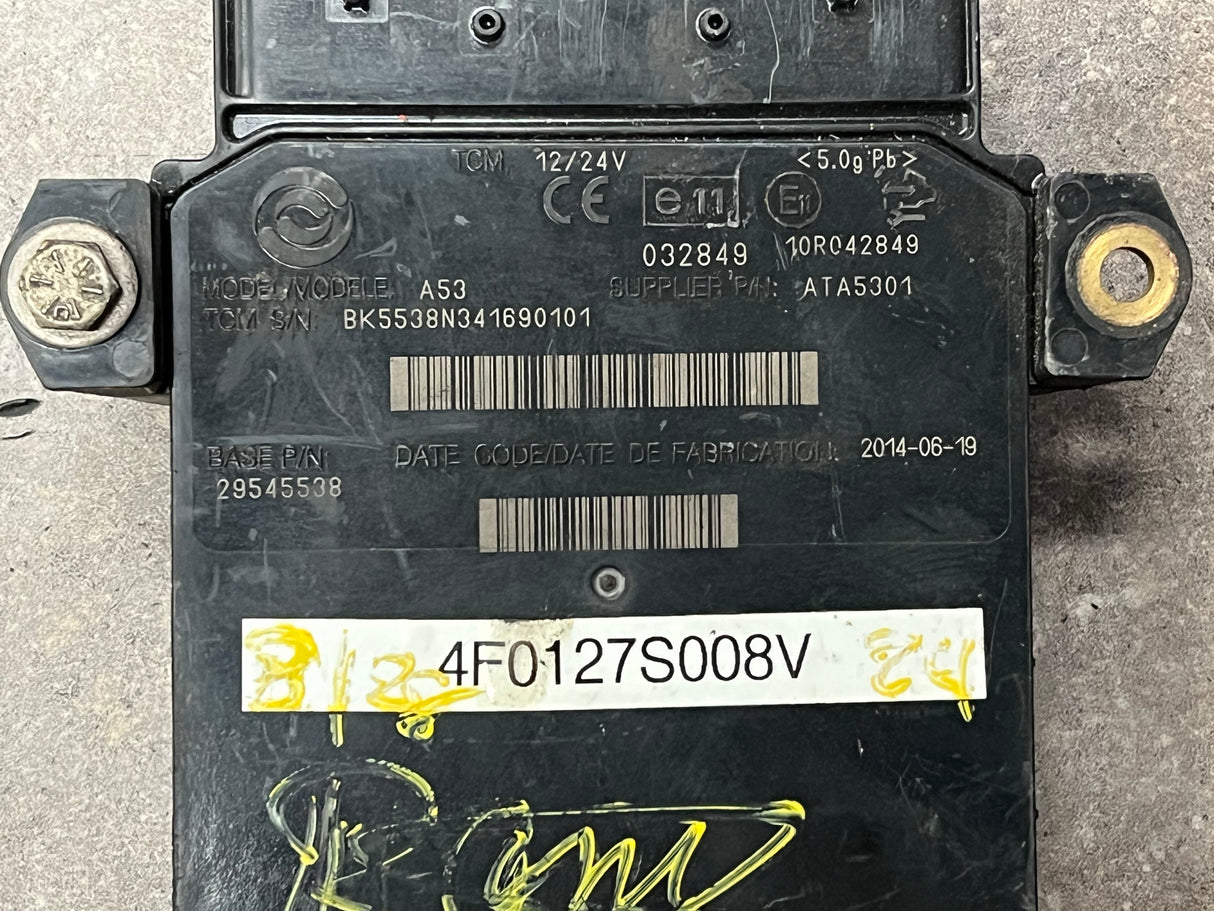 TCM 12/24V <5.0g Pb>
CE e11 E11
032849 10R042849
MODEL/MODELE A53 SUPPLIER P/N: ATA5301
TCM S/N: BK5538N341690101
BASE P/N DATE CODE/DATE DE FABRICATION: 2014-06-19
29545538
4F0127S008V